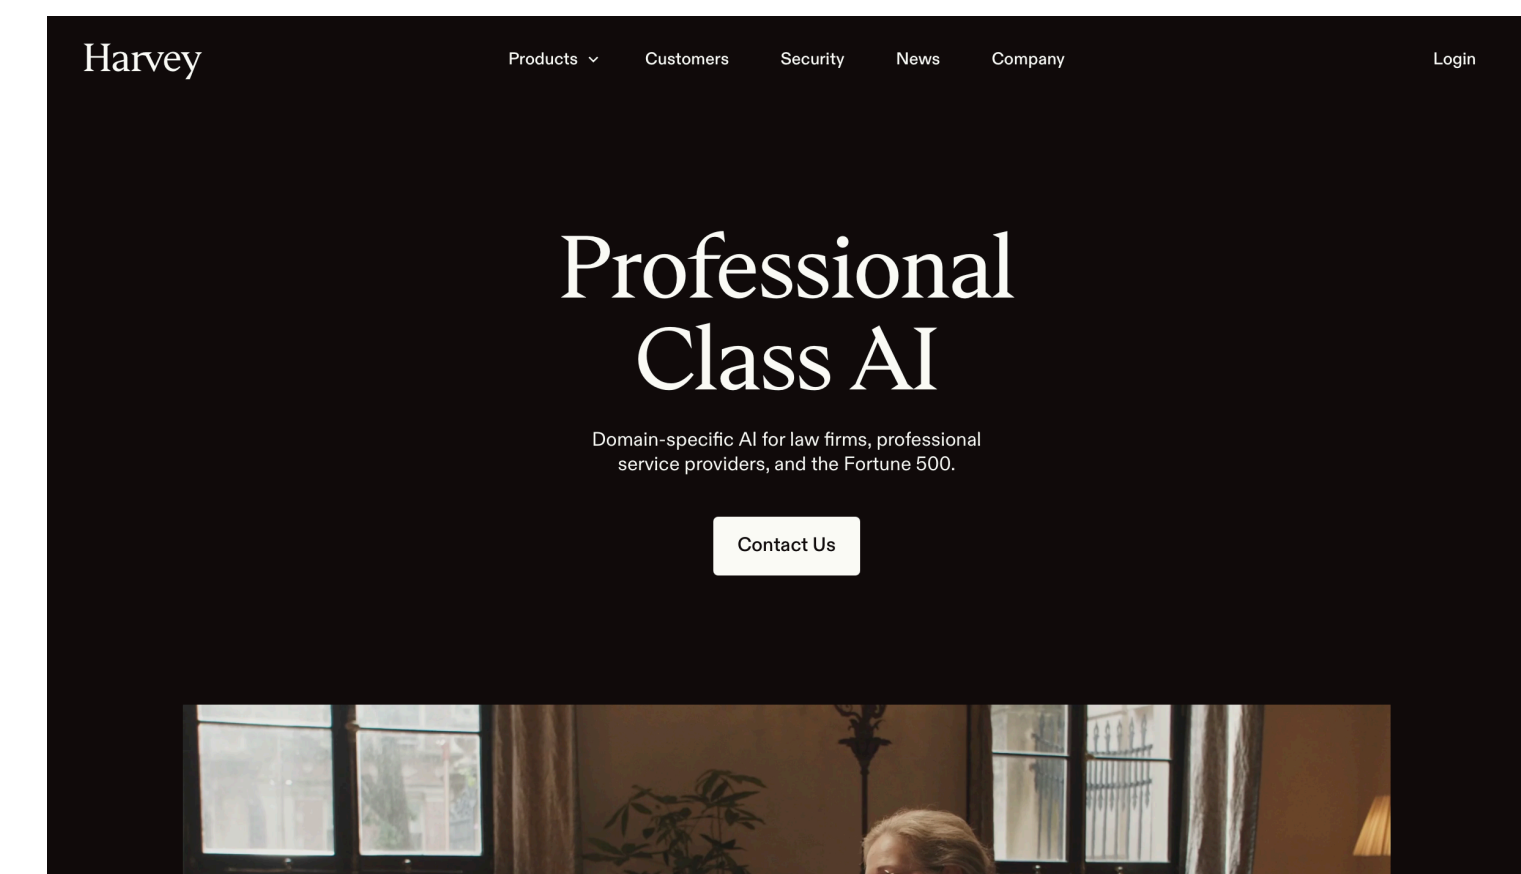 Harvey
Products
Customers
Security
News
Company
Login
Professional
Class AI
Domain-specific AI for law firms, professional
service providers, and the Fortune 500.
Contact Us